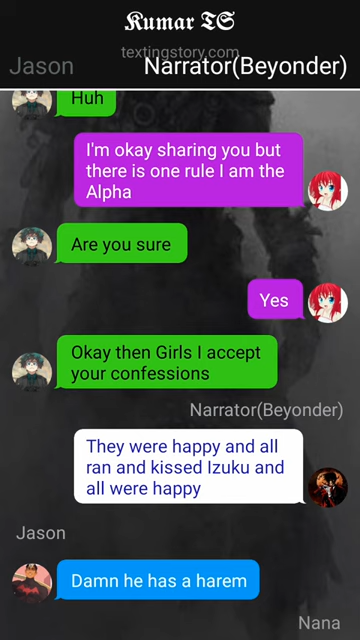 Kumar TS
textingstory.com
Jason Narrator(Beyonder)
Huh
I'm okay sharing you but
there is one rule I am the
Alpha
Are you sure
Yes
Okay then Girls I accept
your confessions
Narrator(Beyonder)
They were happy and all
ran and kissed Izuku and
all were happy
Jason
Damn he has a harem
Nana